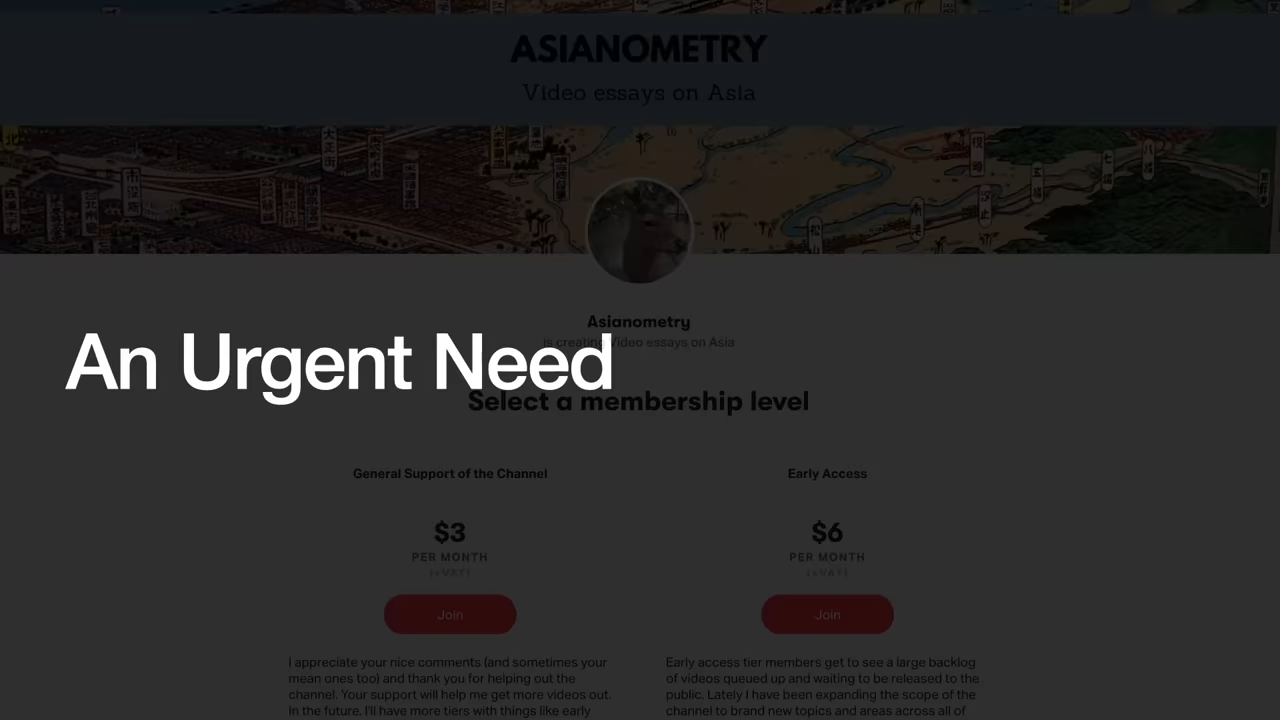 ASIANOMETRY
Video essays on Asia
Asianometry
is creating Video essays on Asia
An Urgent Need
Select a membership level
General Support of the Channel
Early Access
$3
$6
PER MONTH
PER MONTH
(+VAT)
(+VAT)
Join
Join
I appreciate your nice comments (and sometimes your
mean ones too) and thank you for helping out the
channel. Your support will help me get more videos out.
In the future, I'll have more tiers with things like early
Early access tier members get to see a large backlog
of videos queued up and waiting to be released to the
public. Lately I have been expanding the scope of the
channel to brand new topics and areas across all of